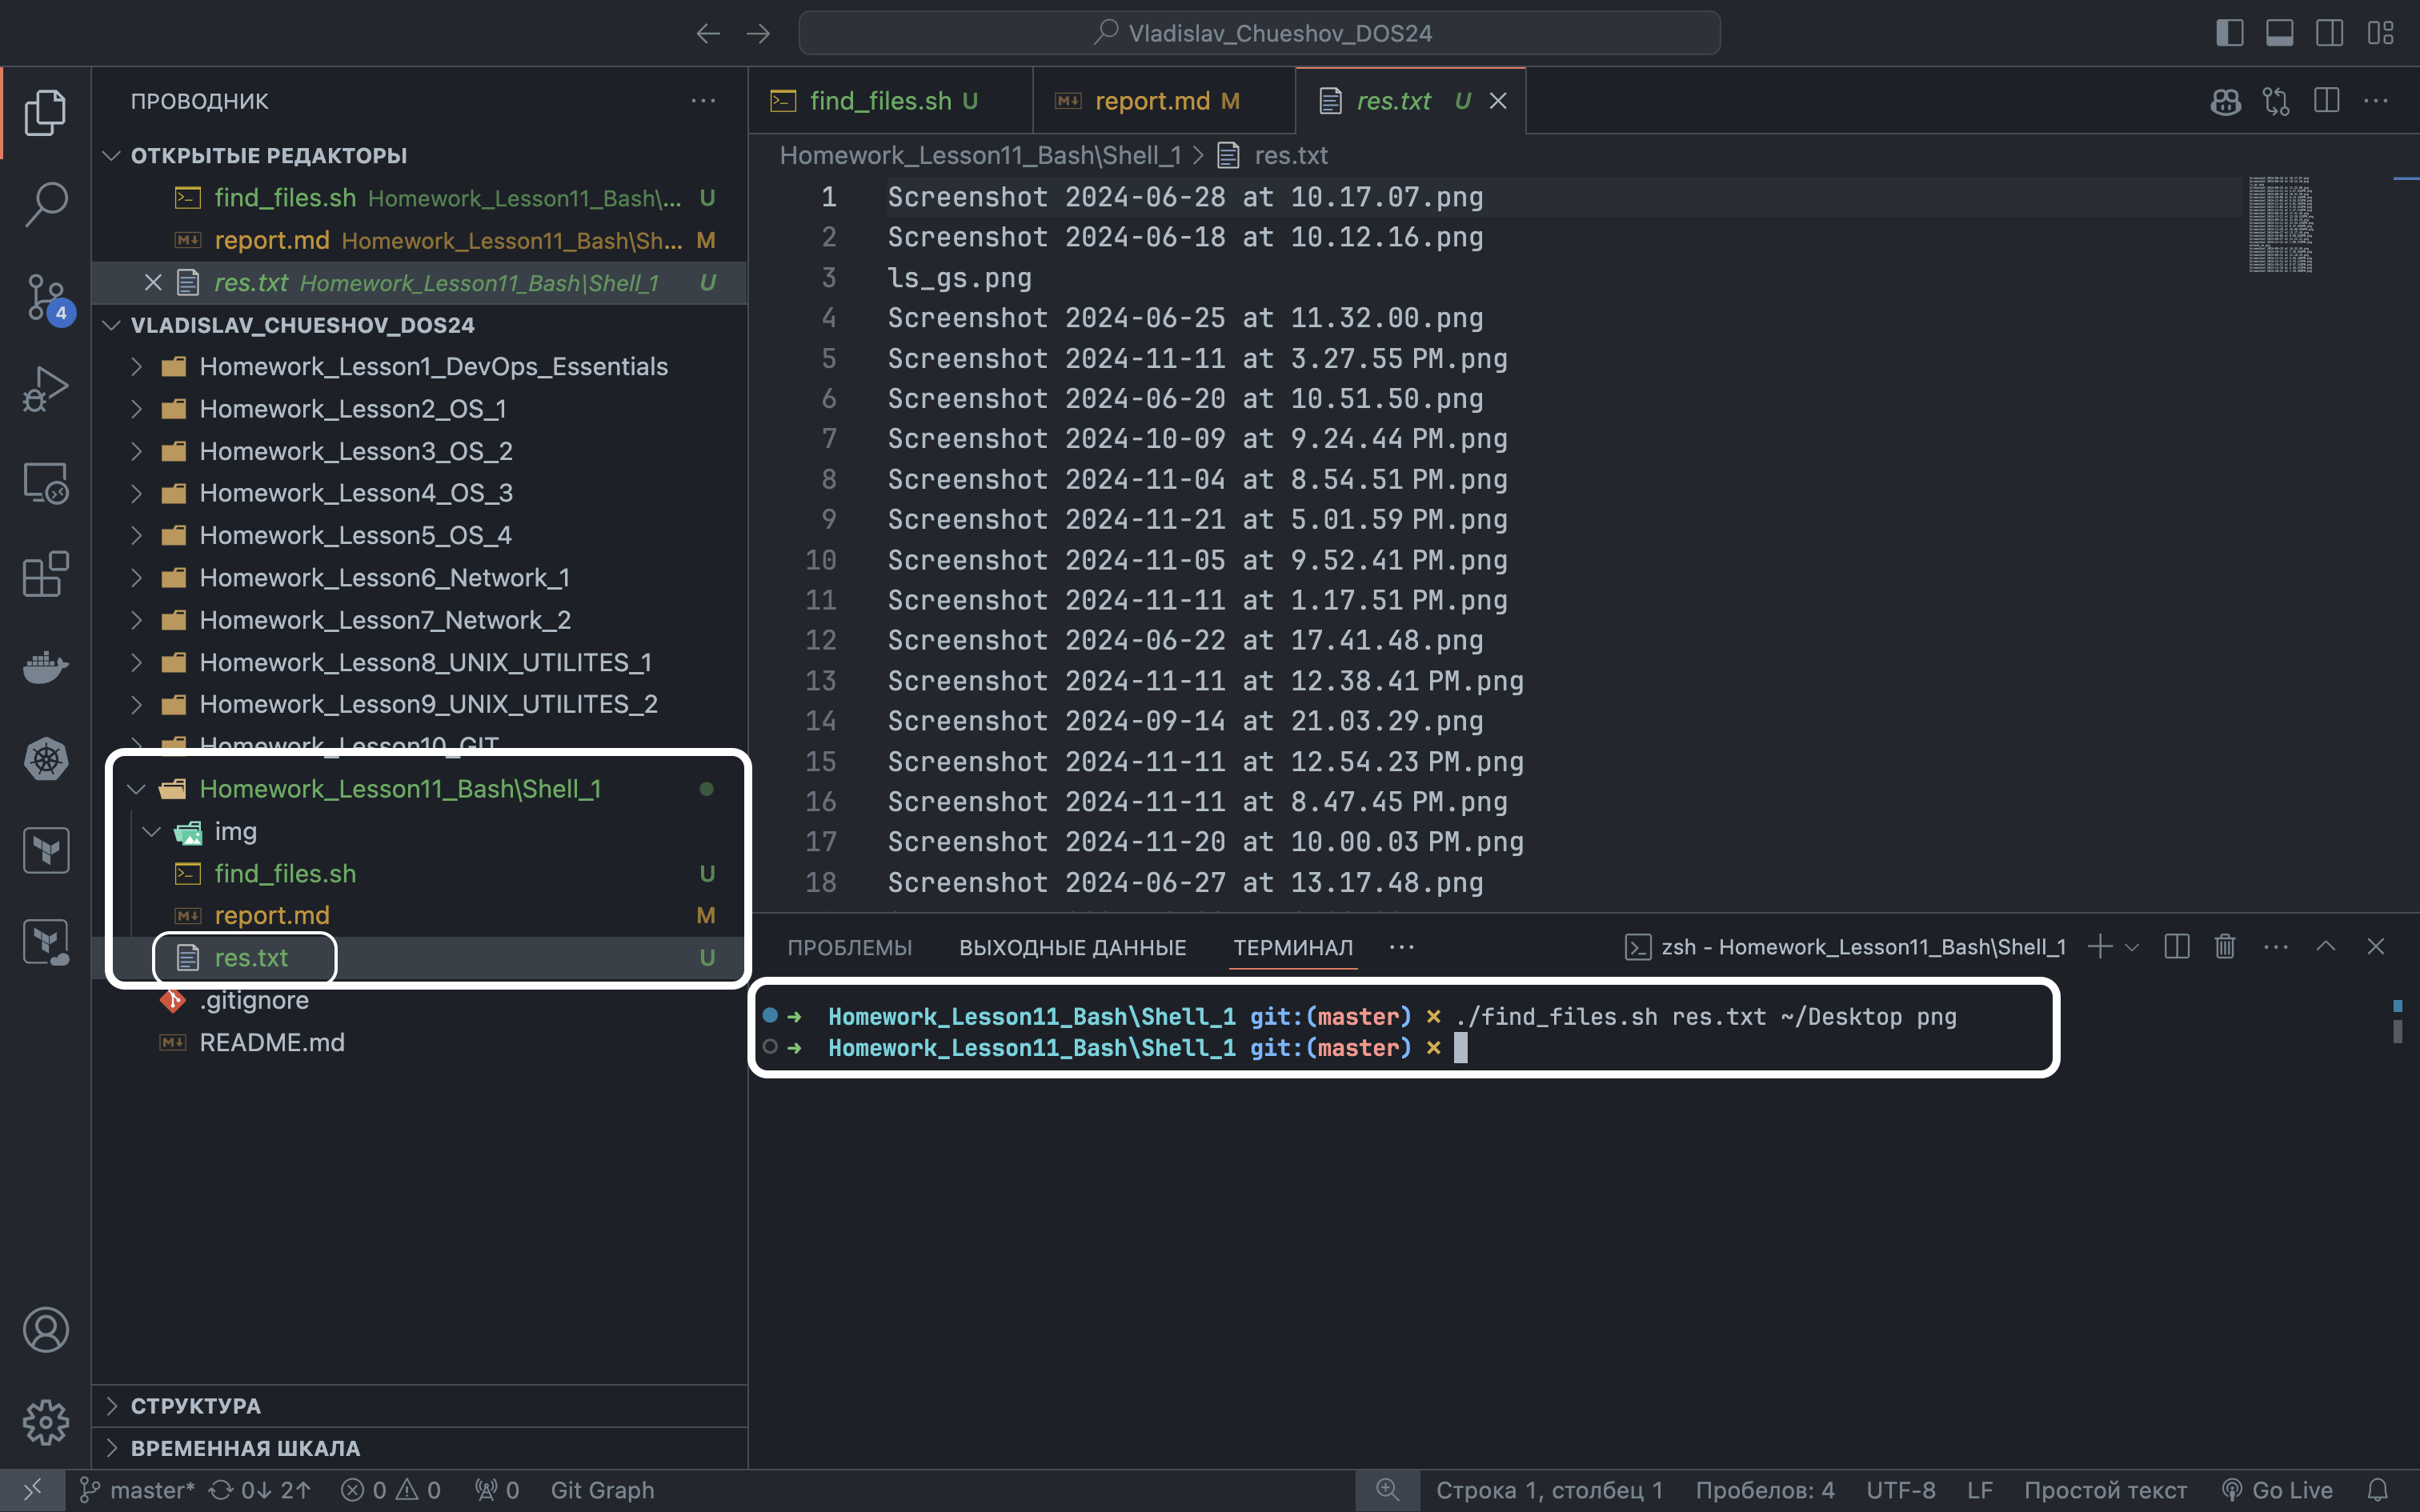 Vladislav_Chueshov_DOS24
ПРОВОДНИК
ОТКРЫТЫЕ РЕДАКТОРЫ
find_files.sh Homework_Lesson11_Bash\... U
report.md Homework_Lesson11_Bash\Sh... M
res.txt Homework_Lesson11_Bash\Shell_1 U
4
VLADISLAV_CHUESHOV_DOS24
Homework_Lesson1_DevOps_Essentials
Homework_Lesson2_OS_1
Homework_Lesson3_OS_2
Homework_Lesson4_OS_3
Homework_Lesson5_OS_4
Homework_Lesson6_Network_1
Homework_Lesson7_Network_2
Homework_Lesson8_UNIX_UTILITES_1
Homework_Lesson9_UNIX_UTILITES_2
Homework_Lesson10_GIT
Homework_Lesson11_Bash\Shell_1
img
find_files.sh U
report.md M
res.txt U
.gitignore
README.md
СТРУКТУРА
ВРЕМЕННАЯ ШКАЛА
find_files.sh U report.md M res.txt U
Homework_Lesson11_Bash\Shell_1 > res.txt
1 Screenshot 2024-06-28 at 10.17.07.png
2 Screenshot 2024-06-18 at 10.12.16.png
3 ls_gs.png
4 Screenshot 2024-06-25 at 11.32.00.png
5 Screenshot 2024-11-11 at 3.27.55 PM.png
6 Screenshot 2024-06-20 at 10.51.50.png
7 Screenshot 2024-10-09 at 9.24.44 PM.png
8 Screenshot 2024-11-04 at 8.54.51 PM.png
9 Screenshot 2024-11-21 at 5.01.59 PM.png
10 Screenshot 2024-11-05 at 9.52.41 PM.png
11 Screenshot 2024-11-11 at 1.17.51 PM.png
12 Screenshot 2024-06-22 at 17.41.48.png
13 Screenshot 2024-11-11 at 12.38.41 PM.png
14 Screenshot 2024-09-14 at 21.03.29.png
15 Screenshot 2024-11-11 at 12.54.23 PM.png
16 Screenshot 2024-11-11 at 8.47.45 PM.png
17 Screenshot 2024-11-20 at 10.00.03 PM.png
18 Screenshot 2024-06-27 at 13.17.48.png
ПРОБЛЕМЫ ВЫХОДНЫЕ ДАННЫЕ ТЕРМИНАЛ ... zsh - Homework_Lesson11_Bash\Shell_1
➜ Homework_Lesson11_Bash\Shell_1 git:(master) ✗ ./find_files.sh res.txt ~/Desktop png
➜ Homework_Lesson11_Bash\Shell_1 git:(master) ✗
master* 0↓ 2↑ 0 0 0 Git Graph Строка 1, столбец 1 Пробелов: 4 UTF-8 LF Простой текст Go Live